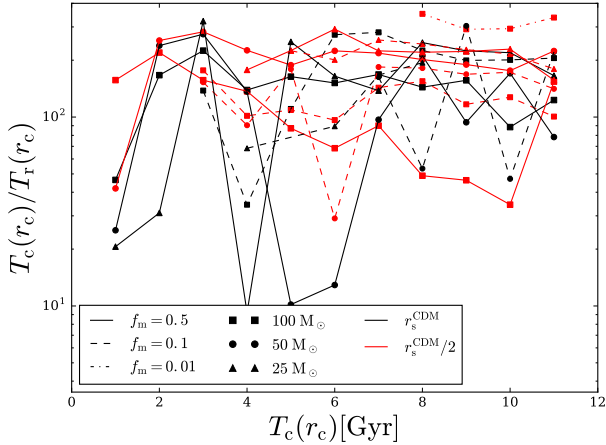 T_c(r_c)/T_r(r_c)
10^2
10^1
f_m = 0.5 100 M_⊙ r_s^CDM
f_m = 0.1 50 M_⊙ r_s^CDM/2
f_m = 0.01 25 M_⊙
0 2 4 6 8 10 12
T_c(r_c)[Gyr]